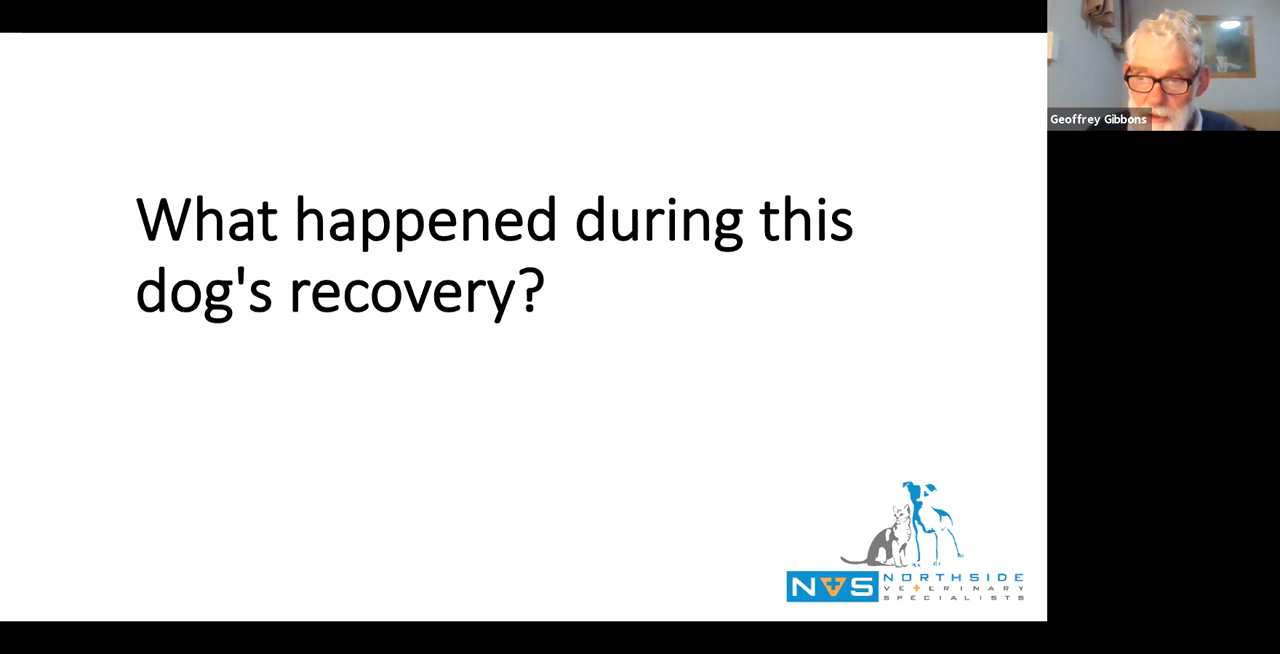 Geoffrey Gibbons
What happened during this
dog's recovery?
NVS NORTHSIDE
VETERINARY
SPECIALISTS